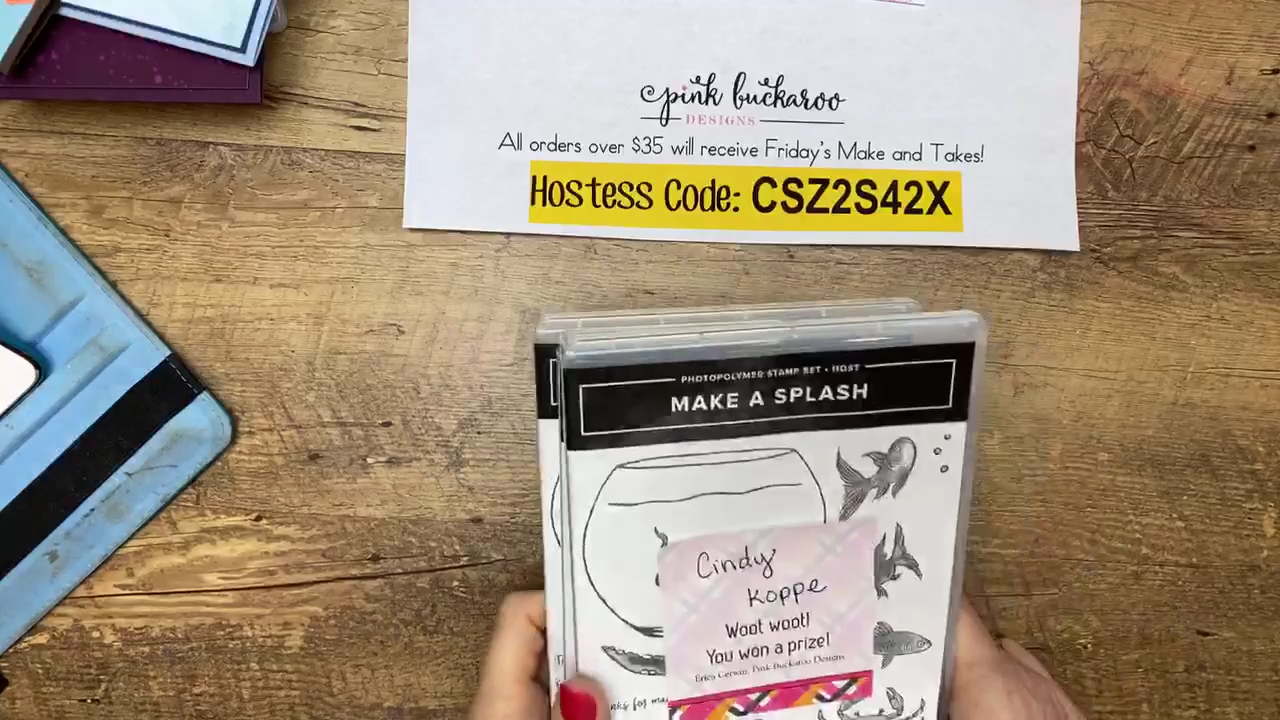 pink buckaroo
DESIGNS
All orders over $35 will receive Friday's Make and Takes!
Hostess Code: CSZ2S42X
PHOTOPOLYMER STAMP SET • HOST
MAKE A SPLASH
Cindy
Koppe
Woot woot!
You won a prize!
Erica Cerwin, Pink Buckaroo Designs
for